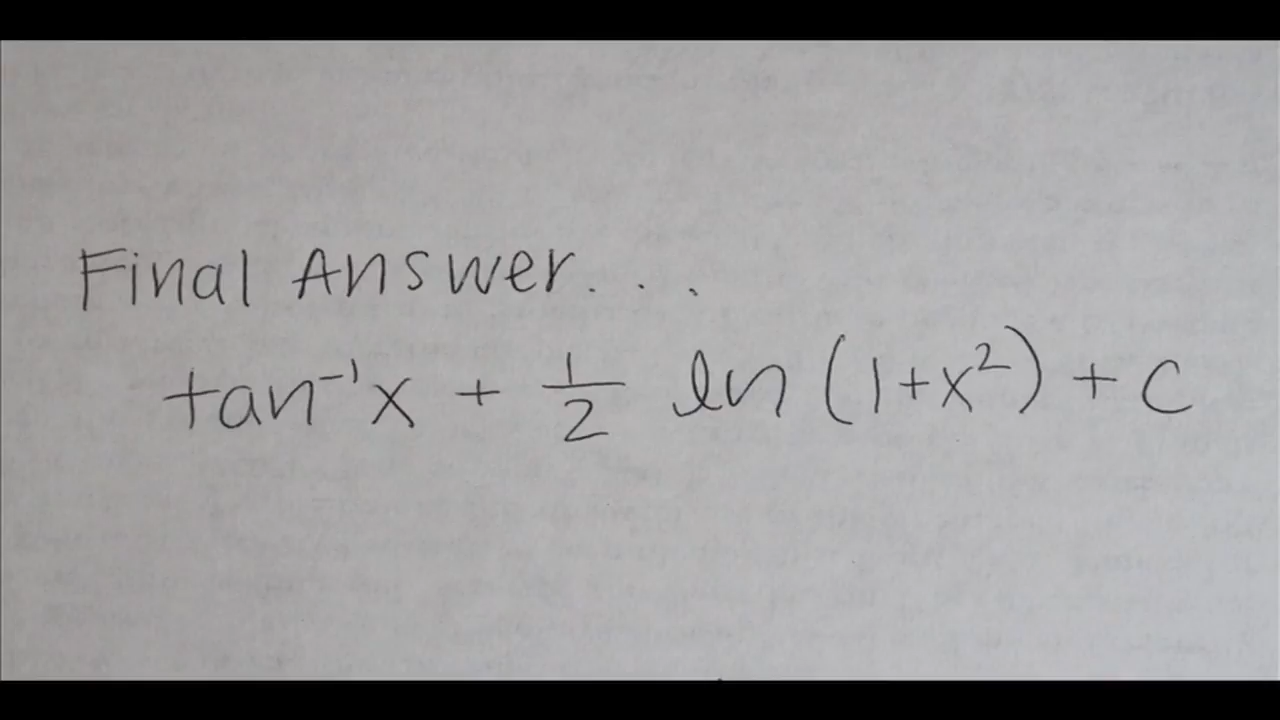 Final Answer...
tan⁻¹x + 1/2 ln (1+x²) + C